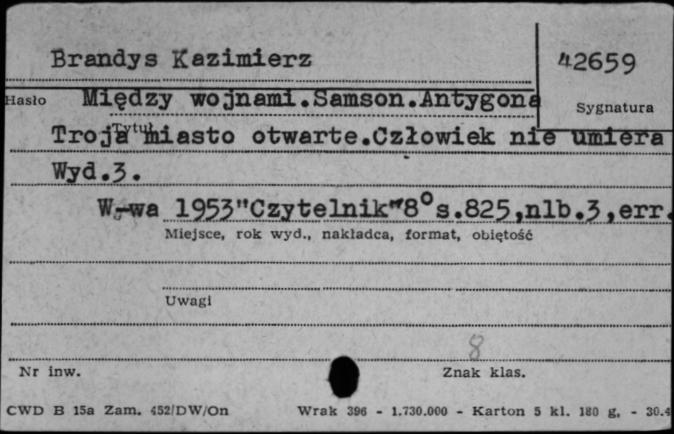 Brandys Kazimierz
42659
Hasło Między wojnami.Samson.Antygona
Sygnatura
Tytuł
Troja miasto otwarte.Człowiek nie umiera
Wyd.3.
W-wa 1953"Czytelnik"8°s.825,nlb.3,err.
Miejsce, rok wyd., nakładca, format, objętość
Uwagi
8
Nr inw.
Znak klas.
CWD B 15a Zam. 452/DW/On
Wrak 396 - 1.730.000 - Karton 5 kl. 180 g. - 30.4